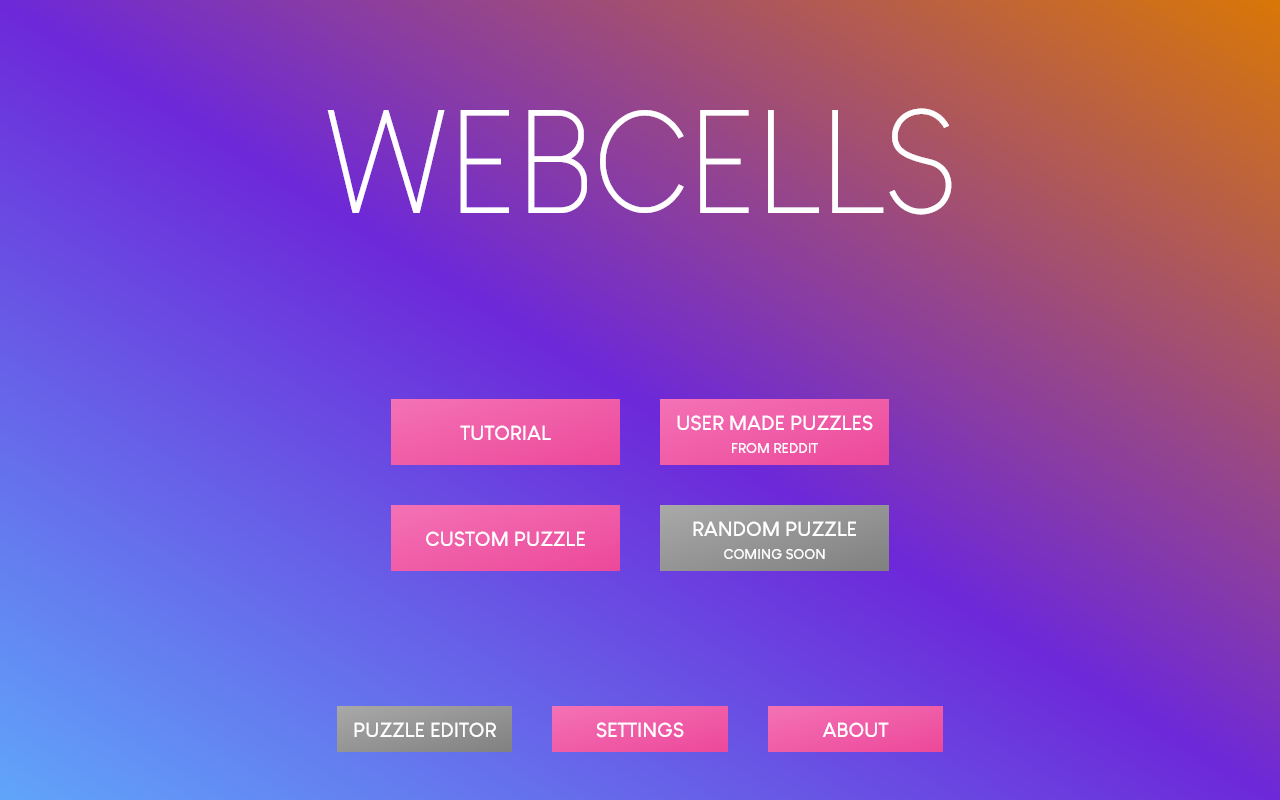 WEBCELLS
TUTORIAL
USER MADE PUZZLES
FROM REDDIT
CUSTOM PUZZLE
RANDOM PUZZLE
COMING SOON
PUZZLE EDITOR
SETTINGS
ABOUT